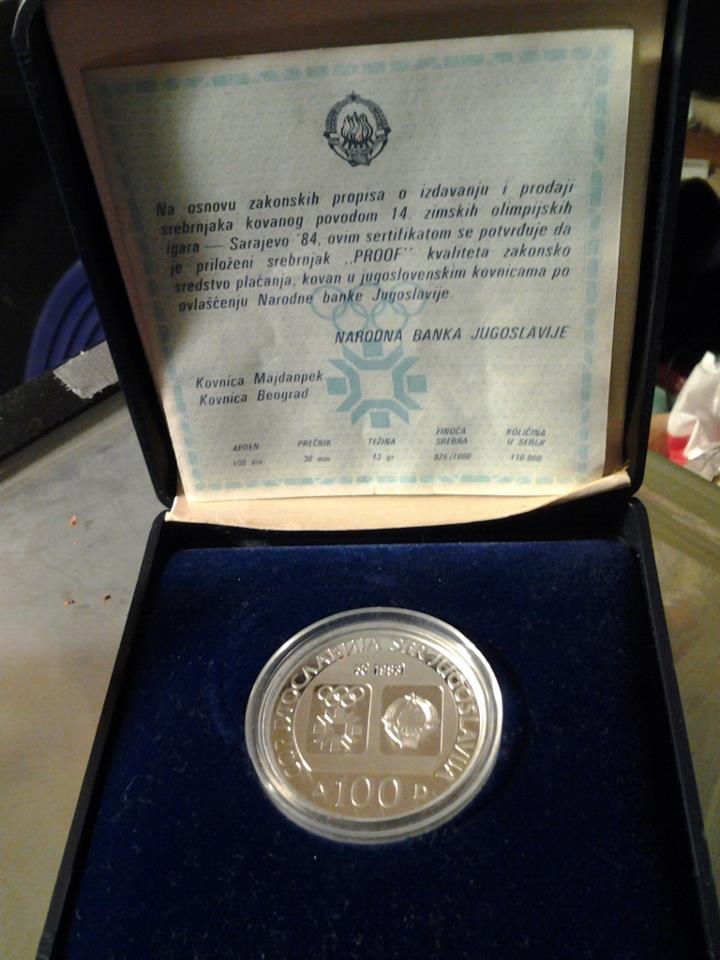 Na osnovu zakonskih propisa o izdavanju i prodaji
srebrnjaka kovanog povodom 14. zimskih olimpijskih
igara — Sarajevo '84, ovim sertifikatom se potvrđuje da
je priloženi srebrnjak ,,PROOF'' kvaliteta zakonsko
sredstvo plaćanja, kovan u jugoslovenskim kovnicama po
ovlašćenju Narodne banke Jugoslavije.
NARODNA BANKA JUGOSLAVIJE
Kovnica Majdanpek
Kovnica Beograd
APOEN PREČNIK TEŽINA FINOĆA SREBRA KOLIČINA U SERIJI
100 din 30 mm 13 gr 925/1000 110.000
СФР ЈУГОСЛАВИЈА SFR JUGOSLAVIJA
1983
Д 100 D